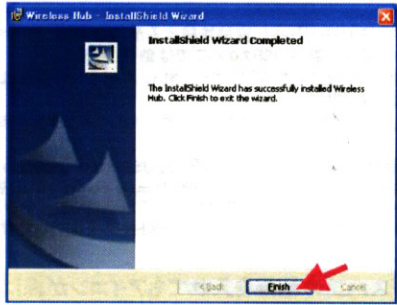 Wireless Hub - InstallShield Wizard
InstallShield Wizard Completed
The InstallShield Wizard has successfully installed Wireless
Hub. Click Finish to exit the wizard.
< Back
Finish
Cancel